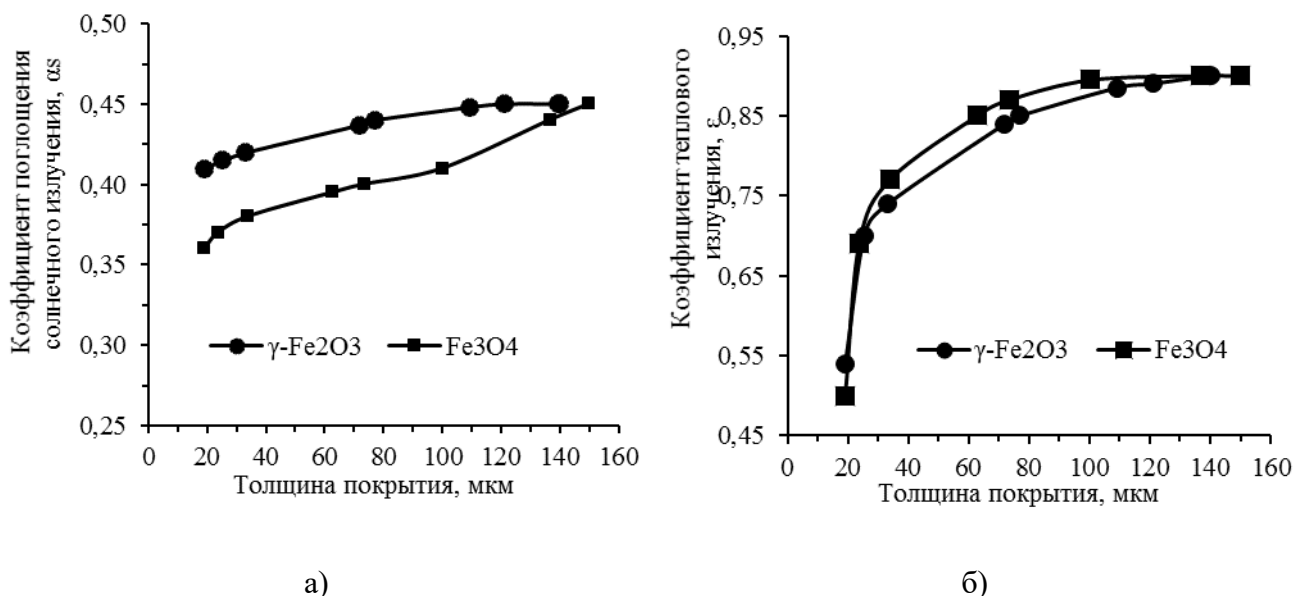 Коэффициент поглощения
солнечного излучения, αs
0,50
0,45
0,40
0,35
0,30
0,25
γ-Fe2O3
Fe3O4
0 20 40 60 80 100 120 140 160
Толщина покрытия, мкм
а)
Коэффициент теплового
излучения, ε
0,95
0,85
0,75
0,65
0,55
0,45
γ-Fe2O3
Fe3O4
0 20 40 60 80 100 120 140 160
Толщина покрытия, мкм
б)